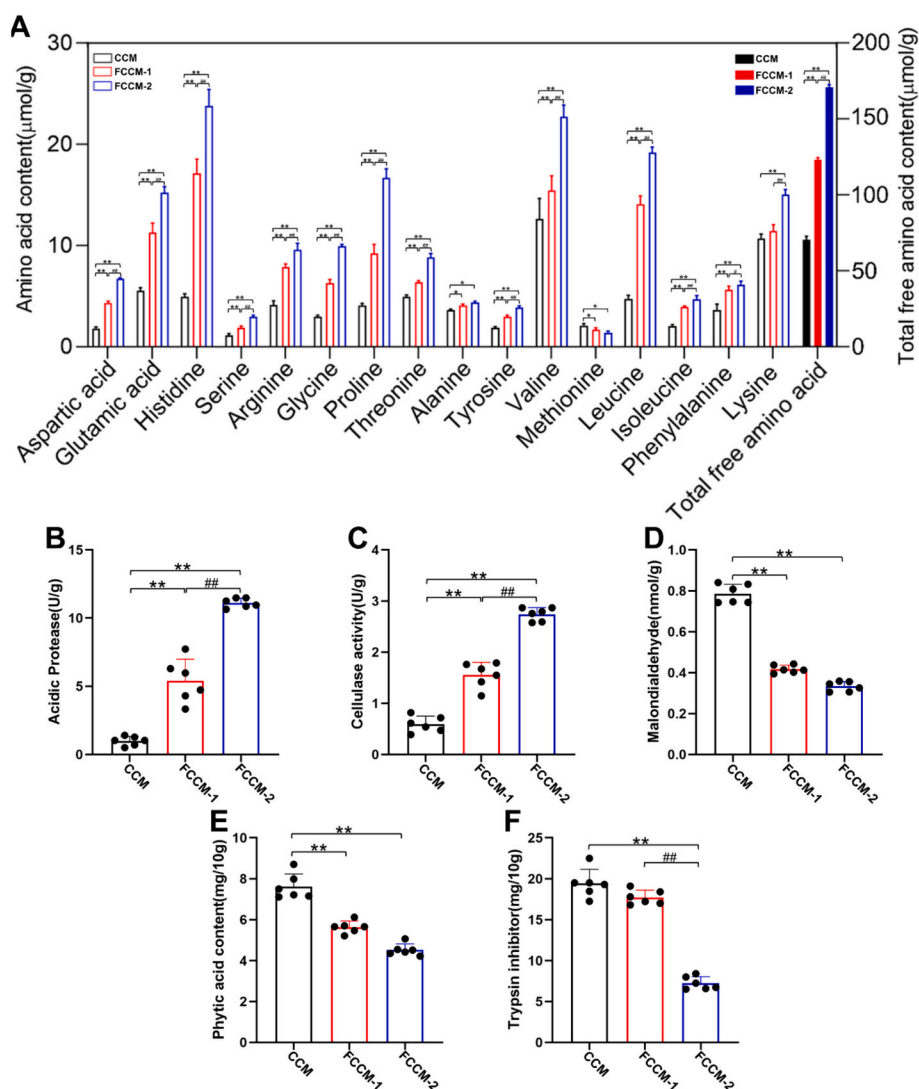 A
Amino acid content(μmol/g)
30
20
10
0
CCM
FCCM-1
FCCM-2
CCM
FCCM-1
FCCM-2
200
150
100
50
0
Total free amino acid content(μmol/g)
Aspartic acid
Glutamic acid
Histidine
Serine
Arginine
Glycine
Proline
Threonine
Alanine
Tyrosine
Valine
Methionine
Leucine
Isoleucine
Phenylalanine
Lysine
Total free amino acid
B
Acidic Protease(U/g)
15
10
5
0
**
**
##
CCM
FCCM-1
FCCM-2
C
Cellulase activity(U/g)
4
3
2
1
0
**
**
##
CCM
FCCM-1
FCCM-2
D
Malondialdehyde(nmol/g)
1.0
0.8
0.6
0.4
0.2
0.0
**
**
CCM
FCCM-1
FCCM-2
E
Phytic acid content(mg/10g)
10
8
6
4
2
0
**
**
CCM
FCCM-1
FCCM-2
F
Trypsin inhibitor(mg/10g)
25
20
15
10
5
0
**
##
CCM
FCCM-1
FCCM-2